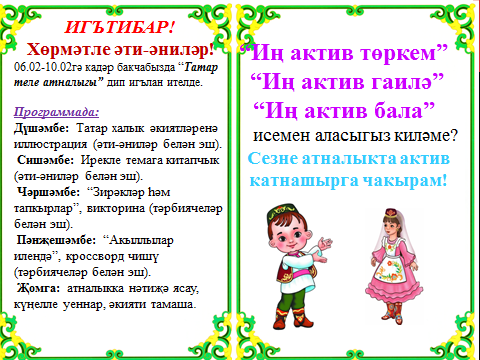 ИГЪТИБАР!
Хөрмәтле әти-әниләр!
06.02-10.02гә кадәр бакчабызда “Татар
теле атналыгы” дип игълан ителде.
Программада:
Дүшәмбе: Татар халык әкиятләренә
иллюстрация (әти-әниләр белән эш).
Сишәмбе: Ирекле темага китапчык
(әти-әниләр белән эш).
Чәршәмбе: “Зирәкләр һәм
тапкырлар”, викторина (тәрбиячеләр
белән эш).
Пәнҗешәмбе: “Акыллылар
илендә”, кроссворд чишү
(тәрбиячеләр белән эш).
Җомга: атналыкка нәтиҗә ясау,
күңелле уеннар, әкияти тамаша.
“Иң актив төркем”
“Иң актив гаилә”
“Иң актив бала”
исемен аласыгыз киләме?
Сезне атналыкта актив
катнашырга чакырам!